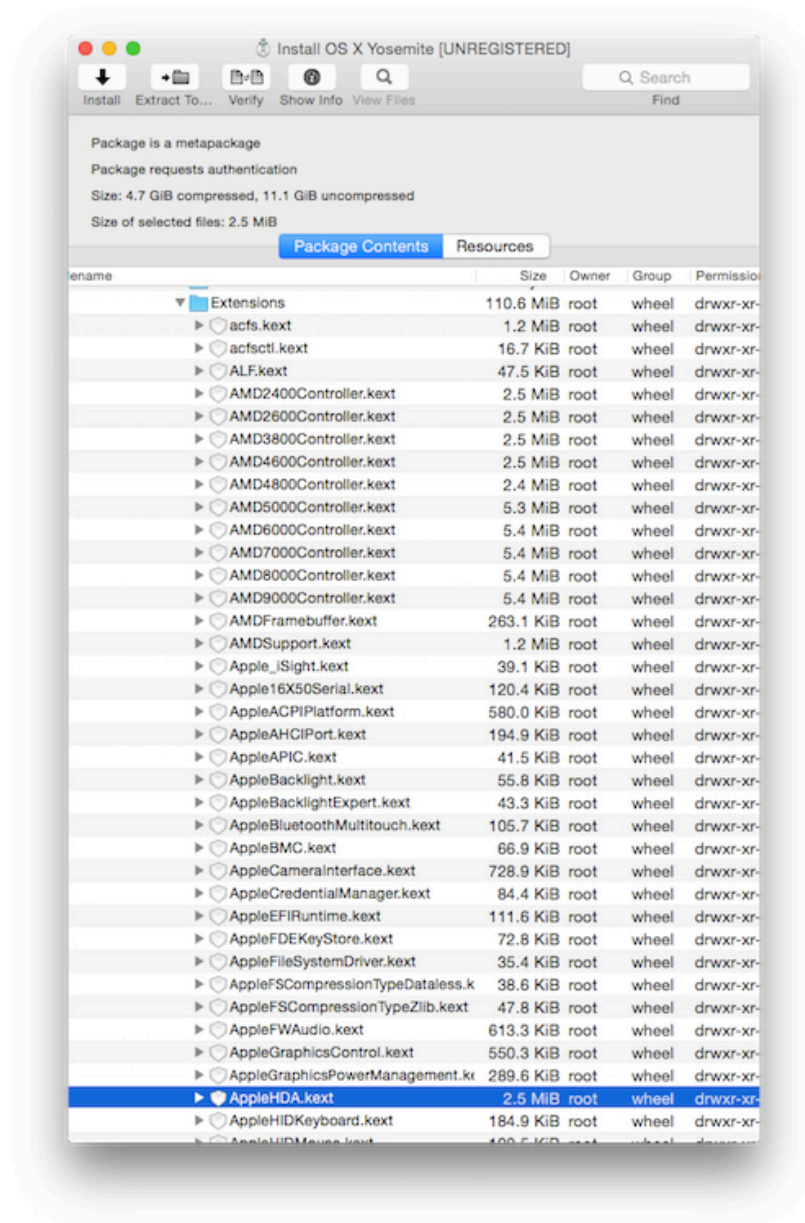 Install OS X Yosemite [UNREGISTERED]
Install Extract To... Verify Show Info View Files Search
Find
Package is a metapackage
Package requests authentication
Size: 4.7 GiB compressed, 11.1 GiB uncompressed
Size of selected files: 2.5 MiB
Package Contents Resources
lename Size Owner Group Permission
Extensions 110.6 MiB root wheel drwxr-xr-
acfs.kext 1.2 MiB root wheel drwxr-xr-
acfsctl.kext 16.7 KiB root wheel drwxr-xr-
ALF.kext 47.5 KiB root wheel drwxr-xr-
AMD2400Controller.kext 2.5 MiB root wheel drwxr-xr-
AMD2600Controller.kext 2.5 MiB root wheel drwxr-xr-
AMD3800Controller.kext 2.5 MiB root wheel drwxr-xr-
AMD4600Controller.kext 2.5 MiB root wheel drwxr-xr-
AMD4800Controller.kext 2.4 MiB root wheel drwxr-xr-
AMD5000Controller.kext 5.3 MiB root wheel drwxr-xr-
AMD6000Controller.kext 5.4 MiB root wheel drwxr-xr-
AMD7000Controller.kext 5.4 MiB root wheel drwxr-xr-
AMD8000Controller.kext 5.4 MiB root wheel drwxr-xr-
AMD9000Controller.kext 5.4 MiB root wheel drwxr-xr-
AMDFramebuffer.kext 263.1 KiB root wheel drwxr-xr-
AMDSupport.kext 1.2 MiB root wheel drwxr-xr-
Apple_iSight.kext 39.1 KiB root wheel drwxr-xr-
Apple16X50Serial.kext 120.4 KiB root wheel drwxr-xr-
AppleACPIPlatform.kext 580.0 KiB root wheel drwxr-xr-
AppleAHCIPort.kext 194.9 KiB root wheel drwxr-xr-
AppleAPIC.kext 41.5 KiB root wheel drwxr-xr-
AppleBacklight.kext 55.8 KiB root wheel drwxr-xr-
AppleBacklightExpert.kext 43.3 KiB root wheel drwxr-xr-
AppleBluetoothMultitouch.kext 105.7 KiB root wheel drwxr-xr-
AppleBMC.kext 66.9 KiB root wheel drwxr-xr-
AppleCameraInterface.kext 728.9 KiB root wheel drwxr-xr-
AppleCredentialManager.kext 84.4 KiB root wheel drwxr-xr-
AppleEFIRuntime.kext 111.6 KiB root wheel drwxr-xr-
AppleFDEKeyStore.kext 72.8 KiB root wheel drwxr-xr-
AppleFileSystemDriver.kext 35.4 KiB root wheel drwxr-xr-
AppleFSCompressionTypeDataless.k 38.6 KiB root wheel drwxr-xr-
AppleFSCompressionTypeZlib.kext 47.8 KiB root wheel drwxr-xr-
AppleFWAudio.kext 613.3 KiB root wheel drwxr-xr-
AppleGraphicsControl.kext 550.3 KiB root wheel drwxr-xr-
AppleGraphicsPowerManagement.ke 289.6 KiB root wheel drwxr-xr-
AppleHDA.kext 2.5 MiB root wheel drwxr-xr-
AppleHIDKeyboard.kext 184.9 KiB root wheel drwxr-xr-